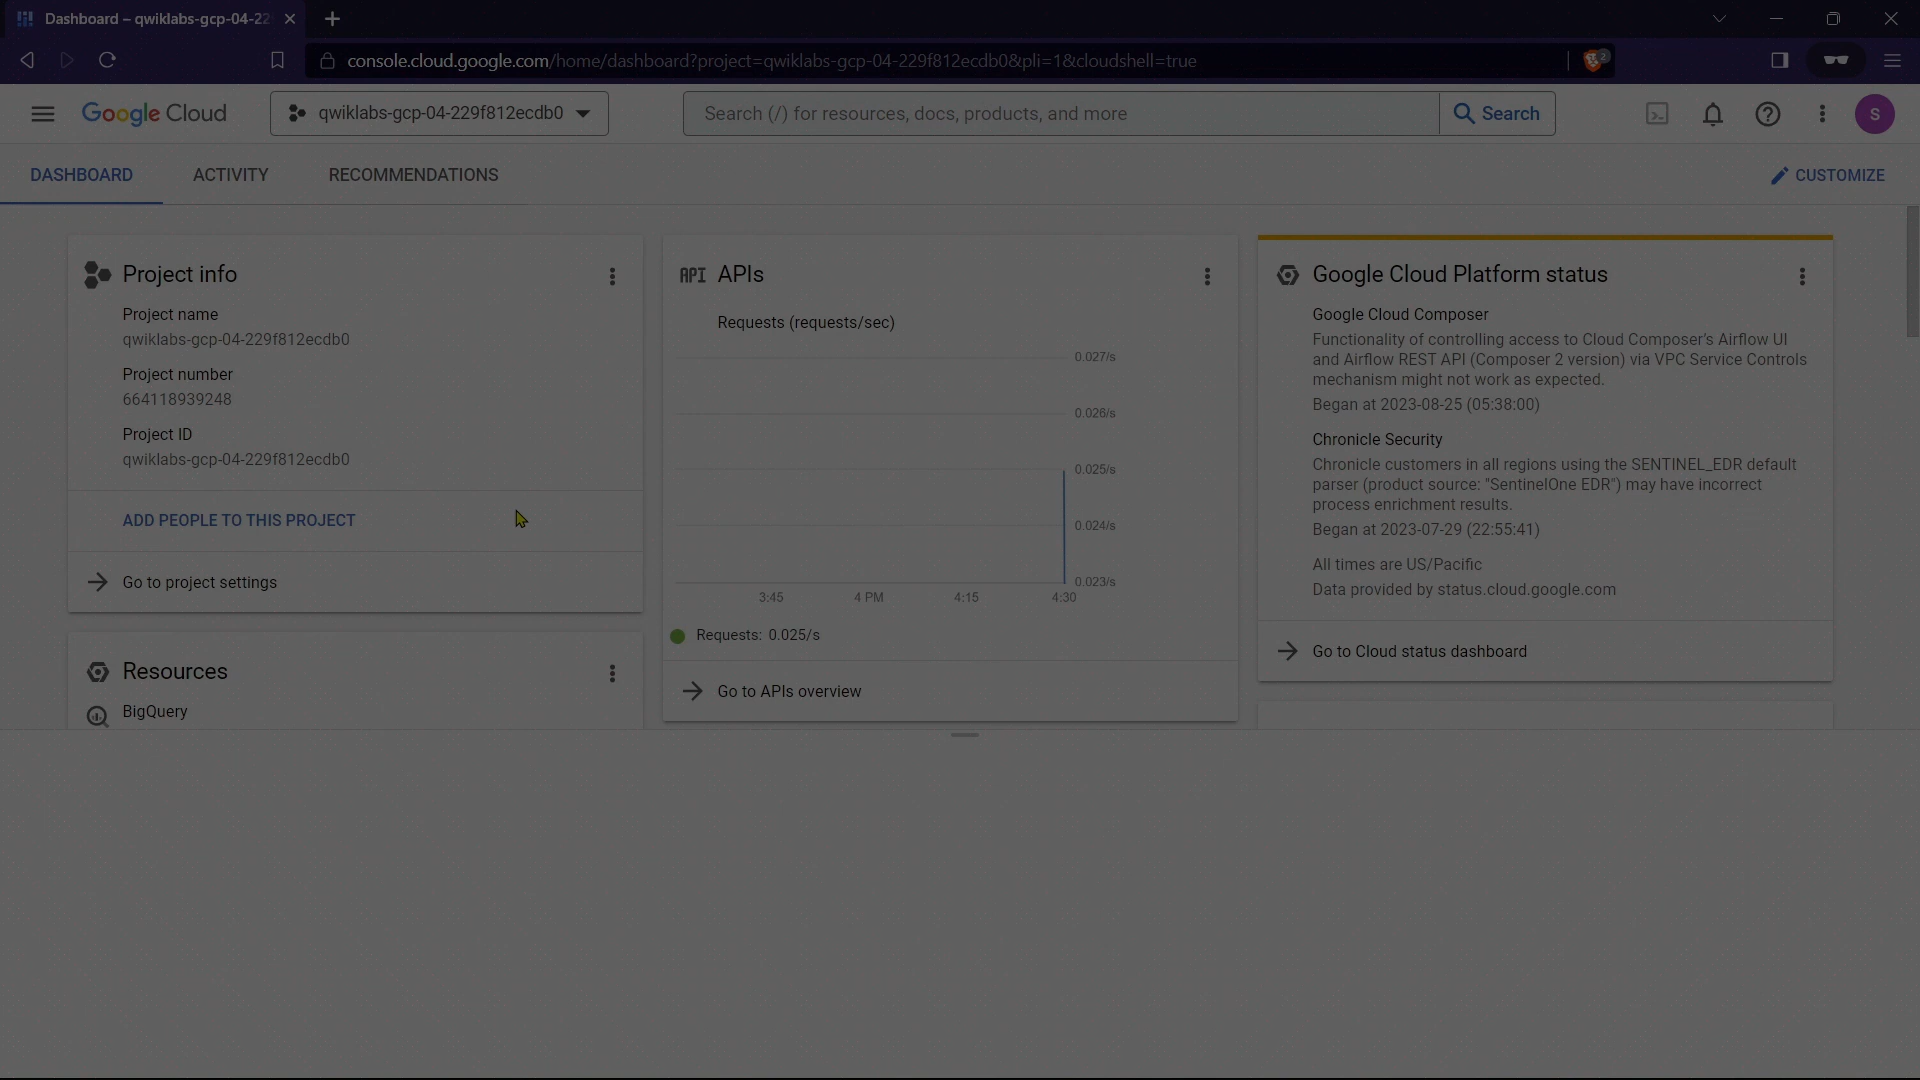 Dashboard – qwiklabs-gcp-04-22
console.cloud.google.com/home/dashboard?project=qwiklabs-gcp-04-229f812ecdb0&pli=1&cloudshell=true
2
Google Cloud
qwiklabs-gcp-04-229f812ecdb0
Search (/) for resources, docs, products, and more
Search
S
DASHBOARD
ACTIVITY
RECOMMENDATIONS
CUSTOMIZE
Project info
Project name
qwiklabs-gcp-04-229f812ecdb0
Project number
664118939248
Project ID
qwiklabs-gcp-04-229f812ecdb0
ADD PEOPLE TO THIS PROJECT
Go to project settings
Resources
BigQuery
API APIs
Requests (requests/sec)
0.027/s
0.026/s
0.025/s
0.024/s
0.023/s
3:45 4 PM 4:15 4:30
Requests: 0.025/s
Go to APIs overview
Google Cloud Platform status
Google Cloud Composer
Functionality of controlling access to Cloud Composer's Airflow UI
and Airflow REST API (Composer 2 version) via VPC Service Controls
mechanism might not work as expected.
Began at 2023-08-25 (05:38:00)
Chronicle Security
Chronicle customers in all regions using the SENTINEL_EDR default
parser (product source: "SentinelOne EDR") may have incorrect
process enrichment results.
Began at 2023-07-29 (22:55:41)
All times are US/Pacific
Data provided by status.cloud.google.com
Go to Cloud status dashboard